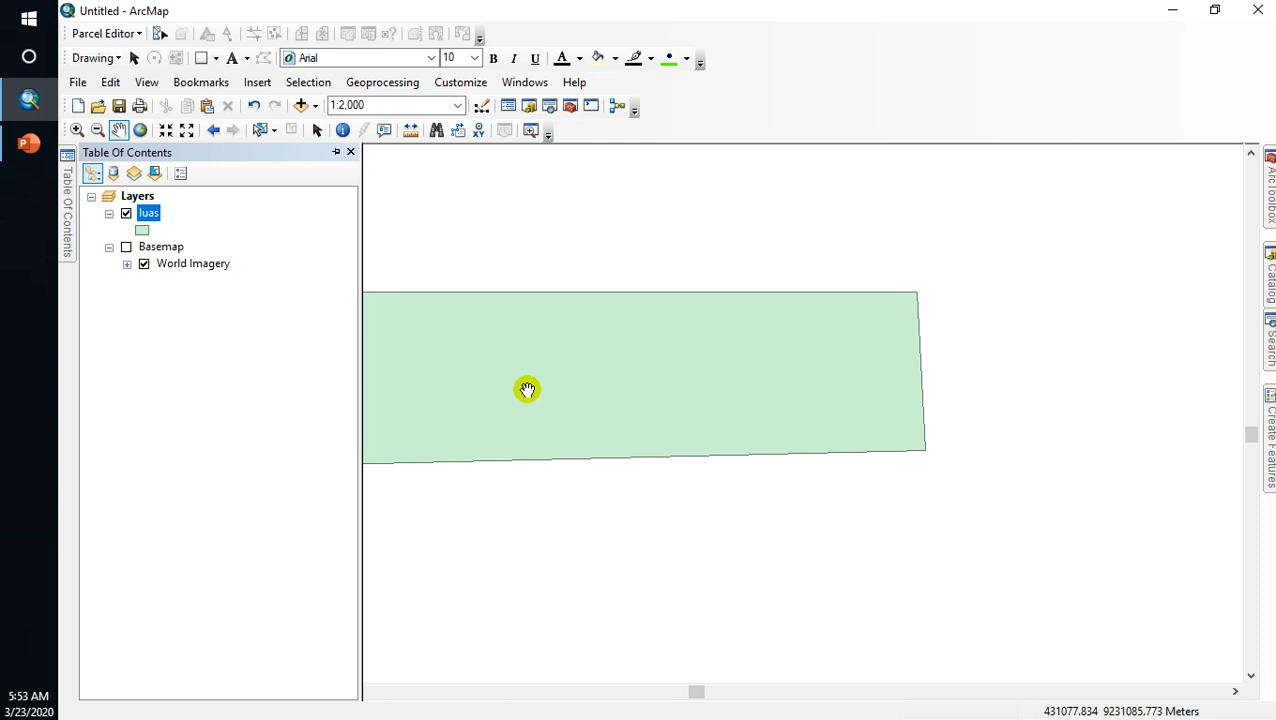 Untitled - ArcMap
Parcel Editor
Drawing Arial 10 B I U A
File Edit View Bookmarks Insert Selection Geoprocessing Customize Windows Help
1:2,000
Table Of Contents
Table Of Contents
Layers
luas
Basemap
World Imagery
ArcToolbox
Catalog
Search
Create Features
5:53 AM
3/23/2020
431077.834 9231085.773 Meters